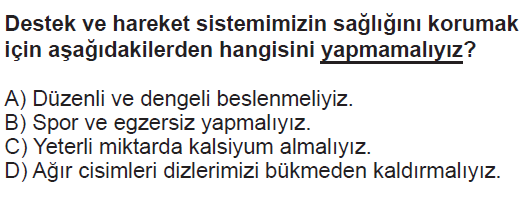 Destek ve hareket sistemimizin sağlığını korumak
için aşağıdakilerden hangisini yapmamalıyız?
A) Düzenli ve dengeli beslenmeliyiz.
B) Spor ve egzersiz yapmalıyız.
C) Yeterli miktarda kalsiyum almalıyız.
D) Ağır cisimleri dizlerimizi bükmeden kaldırmalıyız.